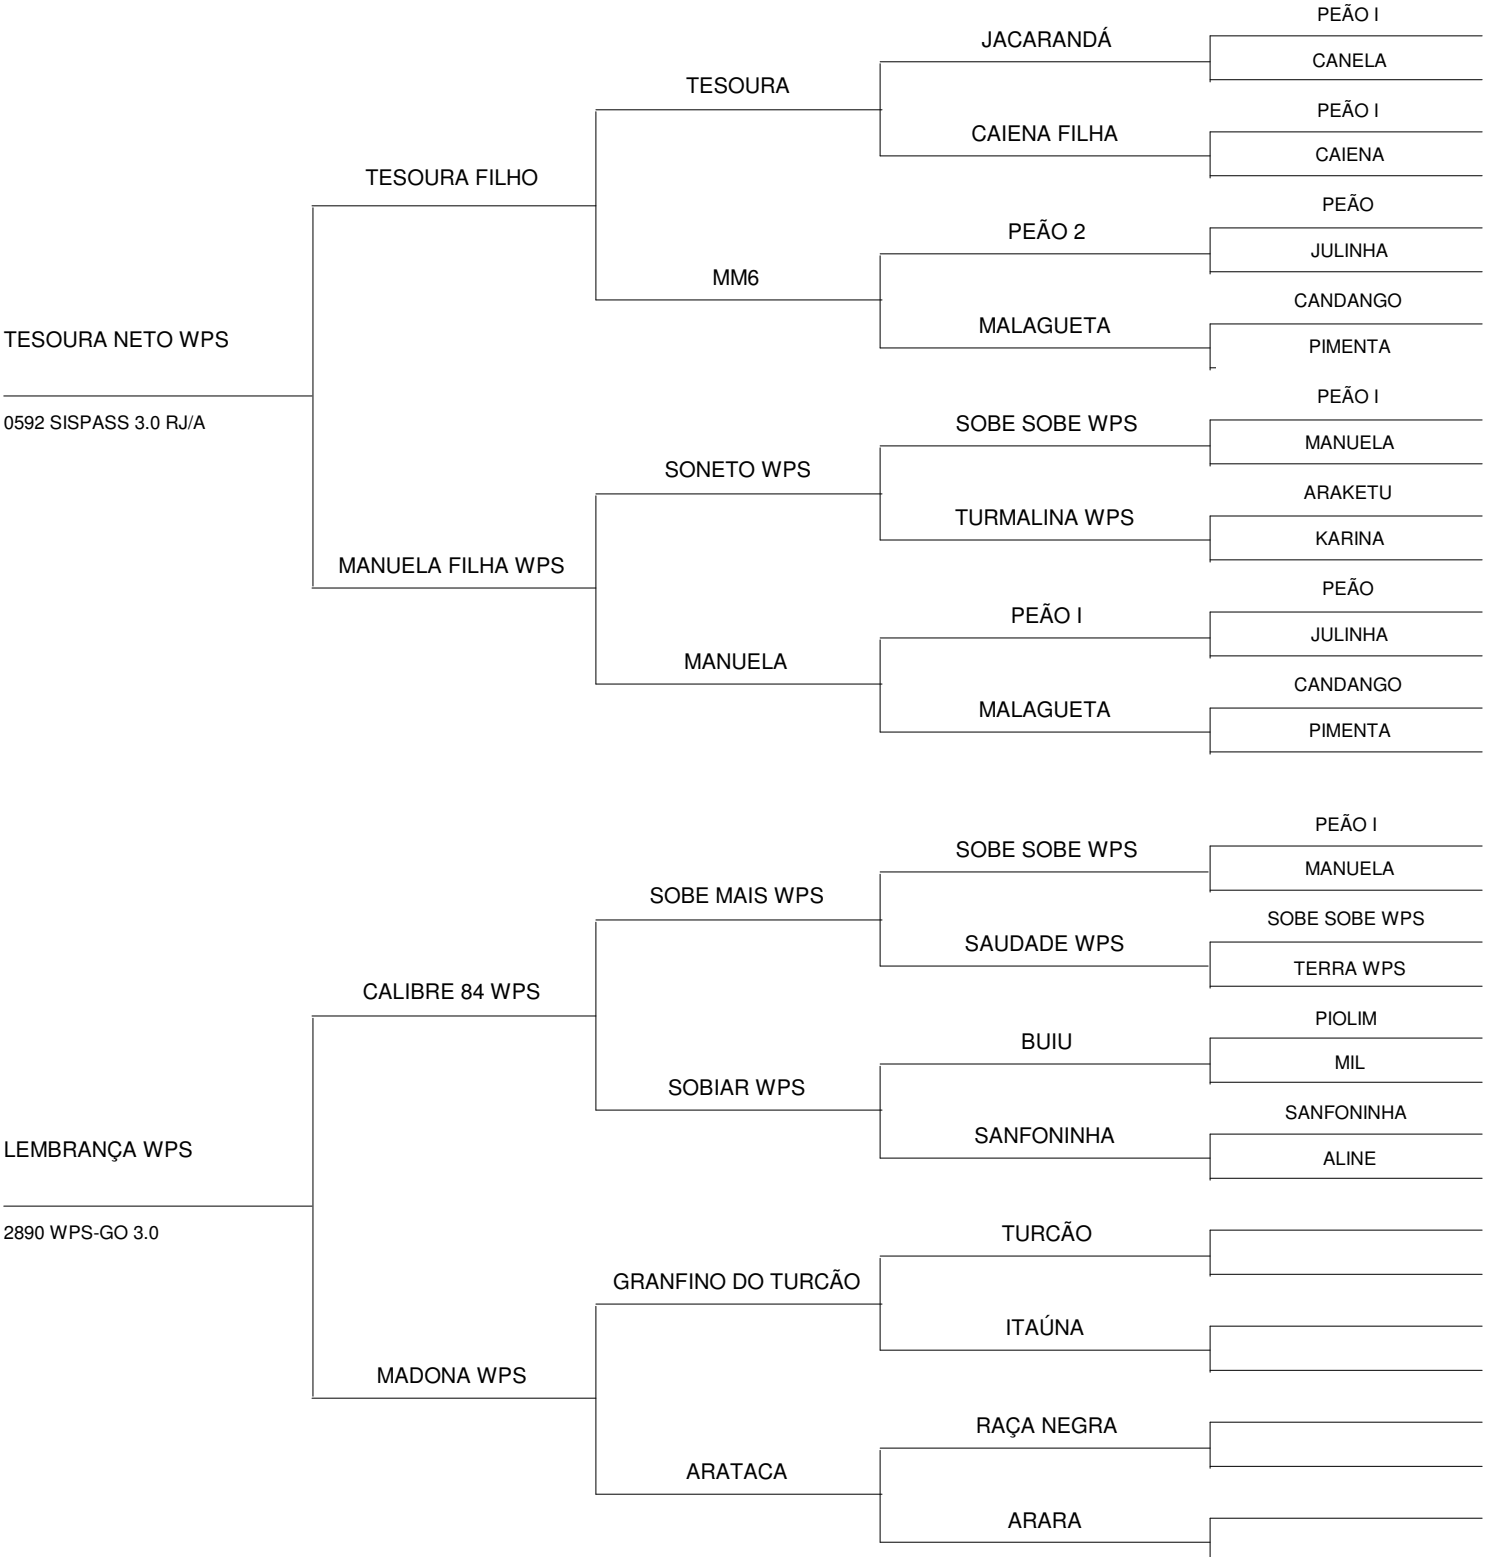 PEÃO I
JACARANDÁ
CANELA
TESOURA
PEÃO I
CAIENA FILHA
CAIENA
TESOURA FILHO
PEÃO
PEÃO 2
JULINHA
MM6
CANDANGO
MALAGUETA
PIMENTA
TESOURA NETO WPS
0592 SISPASS 3.0 RJ/A
PEÃO I
SOBE SOBE WPS
MANUELA
SONETO WPS
ARAKETU
TURMALINA WPS
KARINA
MANUELA FILHA WPS
PEÃO
PEÃO I
JULINHA
MANUELA
CANDANGO
MALAGUETA
PIMENTA
PEÃO I
SOBE SOBE WPS
MANUELA
SOBE MAIS WPS
SOBE SOBE WPS
SAUDADE WPS
TERRA WPS
CALIBRE 84 WPS
PIOLIM
BUIU
MIL
SOBIAR WPS
SANFONINHA
SANFONINHA
ALINE
LEMBRANÇA WPS
2890 WPS-GO 3.0
TURCÃO
GRANFINO DO TURCÃO
ITAÚNA
MADONA WPS
RAÇA NEGRA
ARATACA
ARARA